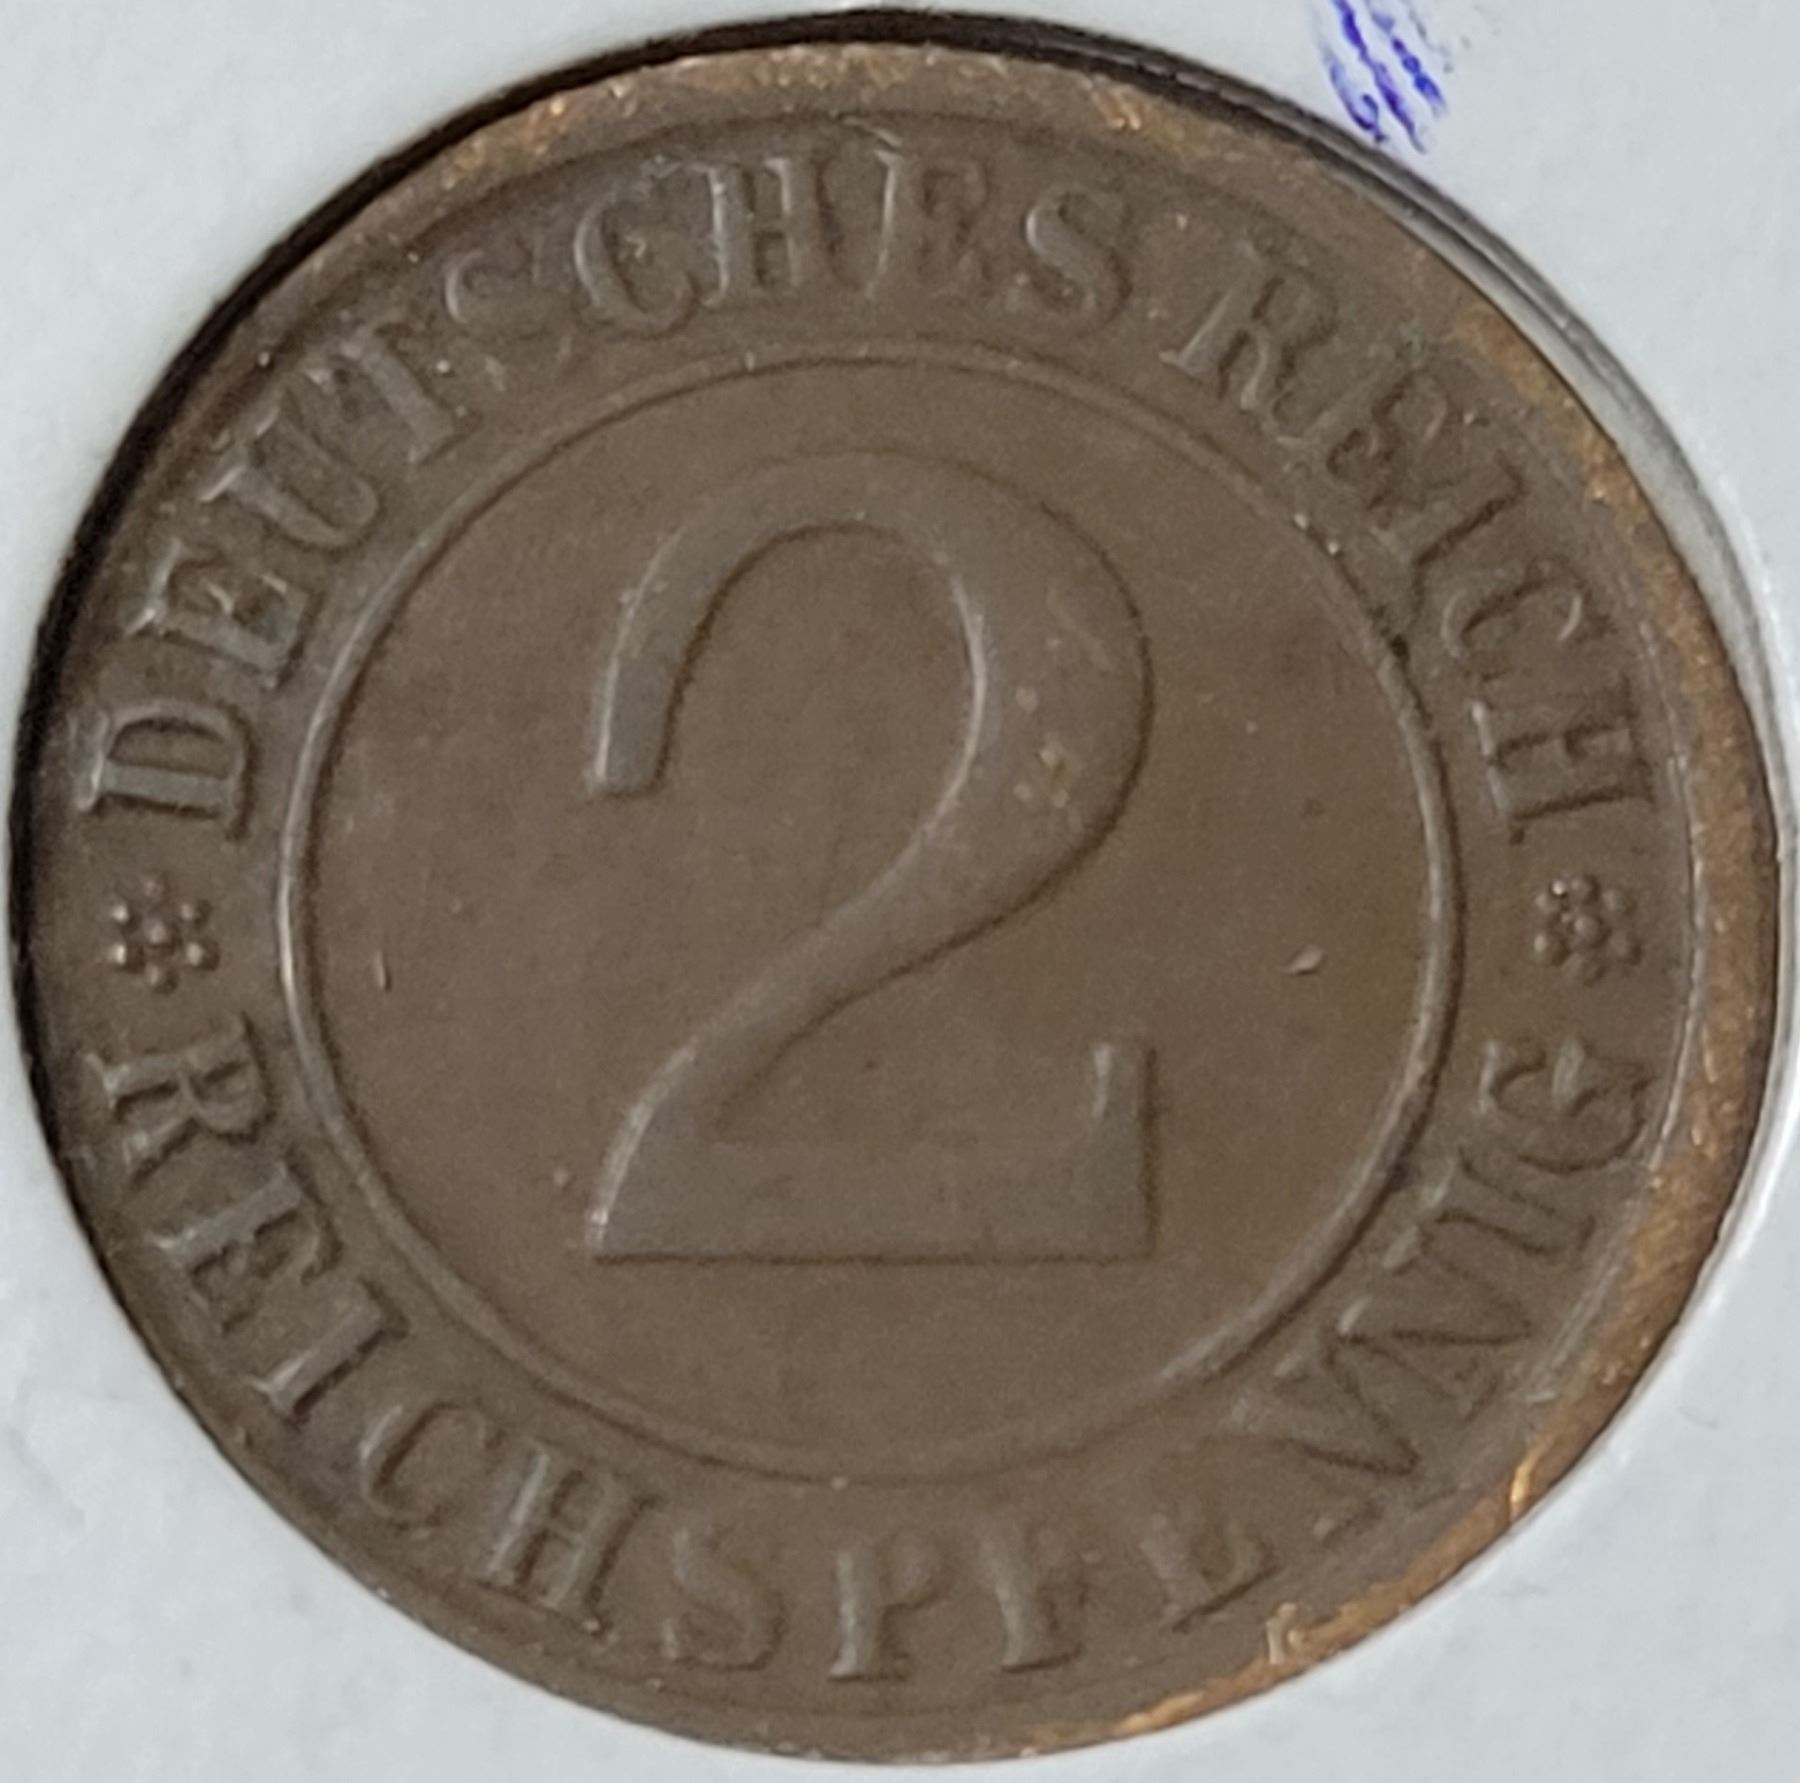 DEUTSCHES REICH
2
REICHSPFENNIG